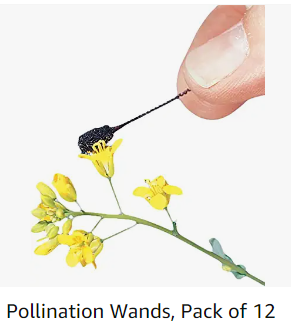 Pollination Wands, Pack of 12